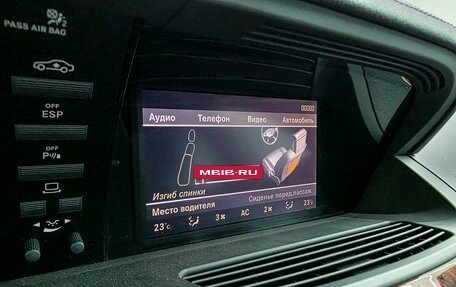 PASS AIR BAG
OFF
ESP
OFF
P
00000
Аудио Телефон Видео Автомобиль
MBIB-RU
Изгиб спинки
Сиденье перед.пассаж.
Место водителя
23°C 3 AC 2 23°C